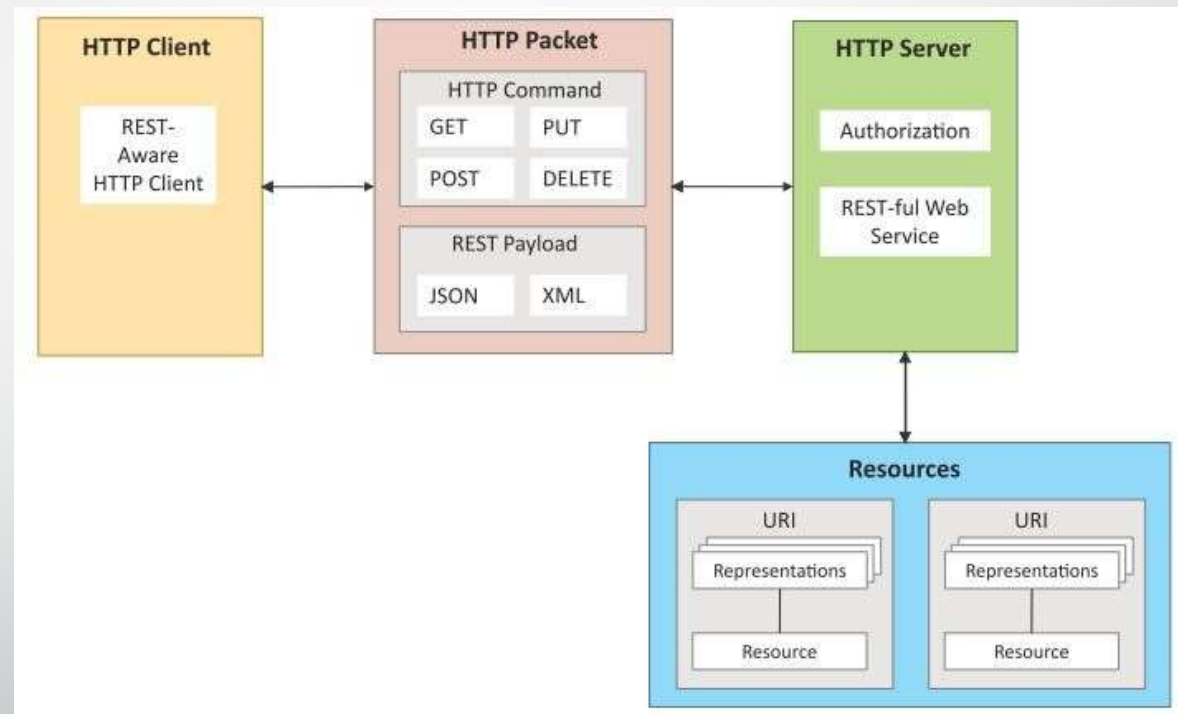 HTTP Client
REST-
Aware
HTTP Client
HTTP Packet
HTTP Command
GET
PUT
POST
DELETE
REST Payload
JSON
XML
HTTP Server
Authorization
REST-ful Web
Service
Resources
URI
Representations
Resource
URI
Representations
Resource